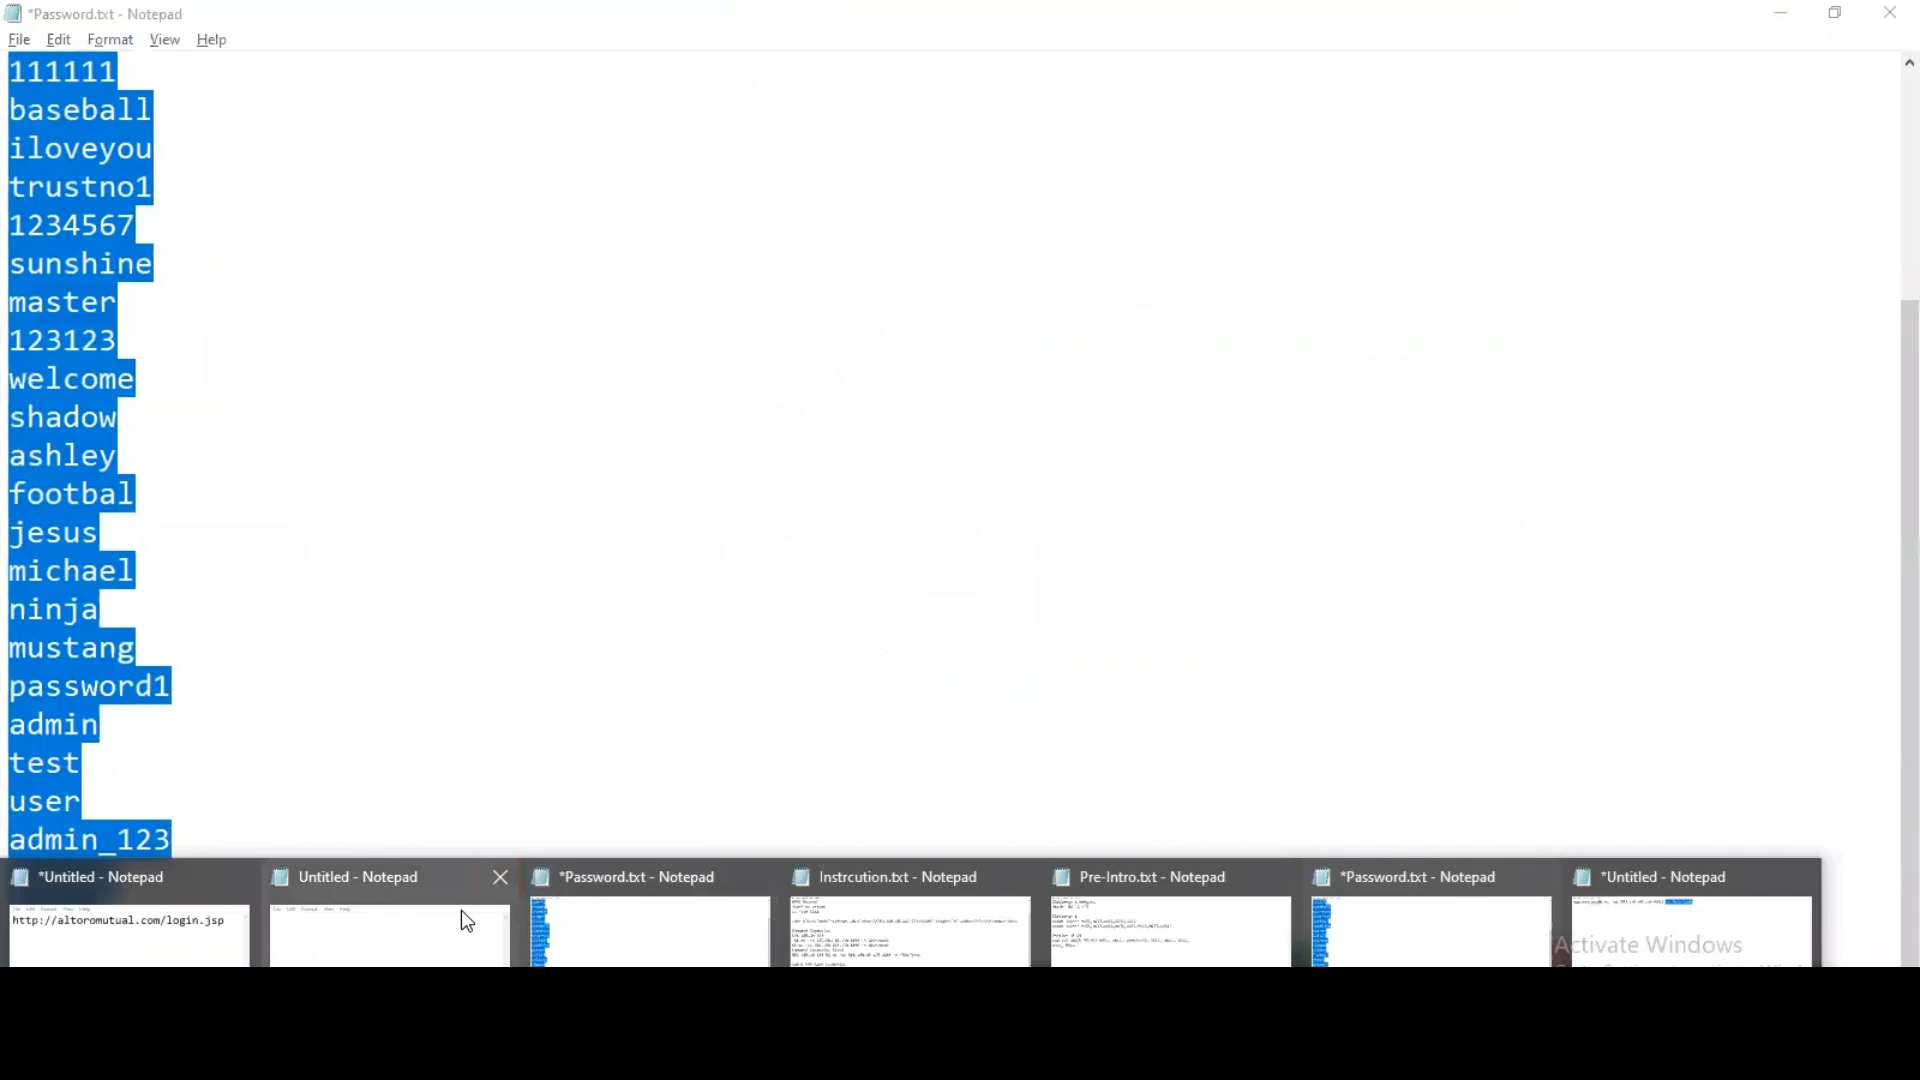 *Password.txt - Notepad
File Edit Format View Help
111111
baseball
iloveyou
trustno1
1234567
sunshine
master
123123
welcome
shadow
ashley
footbal
jesus
michael
ninja
mustang
password1
admin
test
user
admin_123
*Untitled - Notepad
Untitled - Notepad
*Password.txt - Notepad
Instrcution.txt - Notepad
Pre-Intro.txt - Notepad
*Password.txt - Notepad
*Untitled - Notepad
http://altoromutual.com/login.jsp
Activate Windows